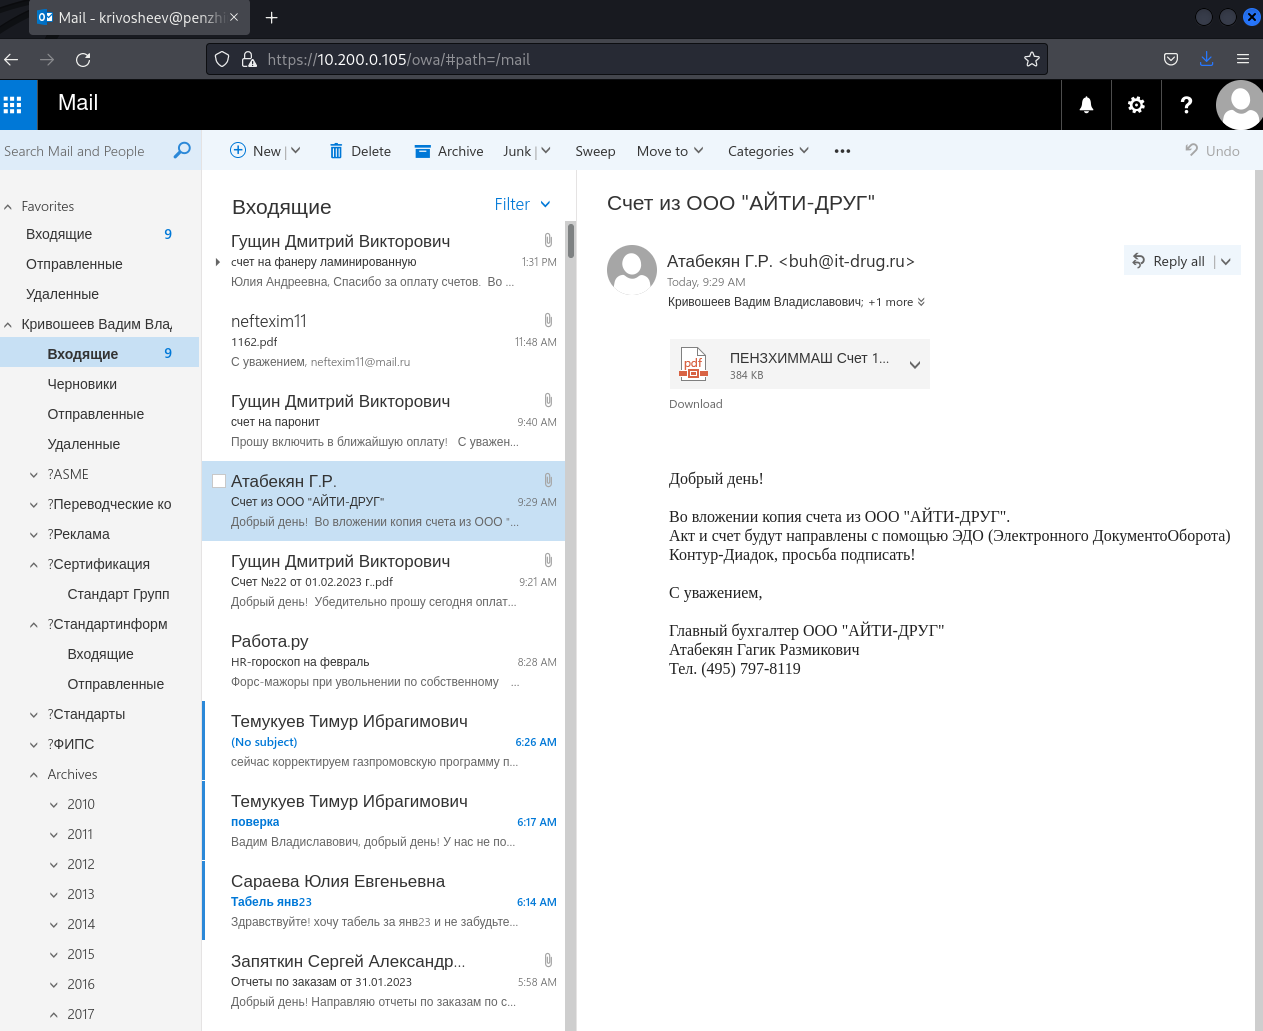 Mail - krivosheev@penzhi
https://10.200.0.105/owa/#path=/mail
Mail
Search Mail and People
New
Delete
Archive
Junk
Sweep
Move to
Categories
Undo
Favorites
Входящие 9
Отправленные
Удаленные
Кривошеев Вадим Влад
Входящие 9
Черновики
Отправленные
Удаленные
?ASME
?Переводческие ко
?Реклама
?Сертификация
Стандарт Групп
?Стандартинформ
Входящие
Отправленные
?Стандарты
?ФИПС
Archives
2010
2011
2012
2013
2014
2015
2016
2017
Входящие
Filter
Гущин Дмитрий Викторович
счет на фанеру ламинированную 1:31 PM
Юлия Андреевна, Спасибо за оплату счетов. Во ...
neftexim11
1162.pdf 11:48 AM
С уважением, neftexim11@mail.ru
Гущин Дмитрий Викторович
счет на паронит 9:40 AM
Прошу включить в ближайшую оплату! С уважен...
Атабекян Г.Р.
Счет из ООО "АЙТИ-ДРУГ" 9:29 AM
Добрый день! Во вложении копия счета из ООО "...
Гущин Дмитрий Викторович
Счет №22 от 01.02.2023 г..pdf 9:21 AM
Добрый день! Убедительно прошу сегодня оплат...
Работа.ру
HR-гороскоп на февраль 8:28 AM
Форс-мажоры при увольнении по собственному ...
Темукуев Тимур Ибрагимович
(No subject) 6:26 AM
сейчас корректируем газпромовскую программу п...
Темукуев Тимур Ибрагимович
поверка 6:17 AM
Вадим Владиславович, добрый день! У нас не по...
Сараева Юлия Евгеньевна
Табель янв23 6:14 AM
Здравствуйте! хочу табель за янв23 и не забудьте...
Запяткин Сергей Александр...
Отчеты по заказам от 31.01.2023 5:58 AM
Добрый день! Направляю отчеты по заказам по с...
Счет из ООО "АЙТИ-ДРУГ"
Атабекян Г.Р. <buh@it-drug.ru>
Reply all
Today, 9:29 AM
Кривошеев Вадим Владиславович; +1 more
pdf
ПЕНЗХИММАШ Счет 1...
384 KB
Download
Добрый день!
Во вложении копия счета из ООО "АЙТИ-ДРУГ".
Акт и счет будут направлены с помощью ЭДО (Электронного ДокументоОборота)
Контур-Диадок, просьба подписать!
С уважением,
Главный бухгалтер ООО "АЙТИ-ДРУГ"
Атабекян Гагик Размикович
Тел. (495) 797-8119